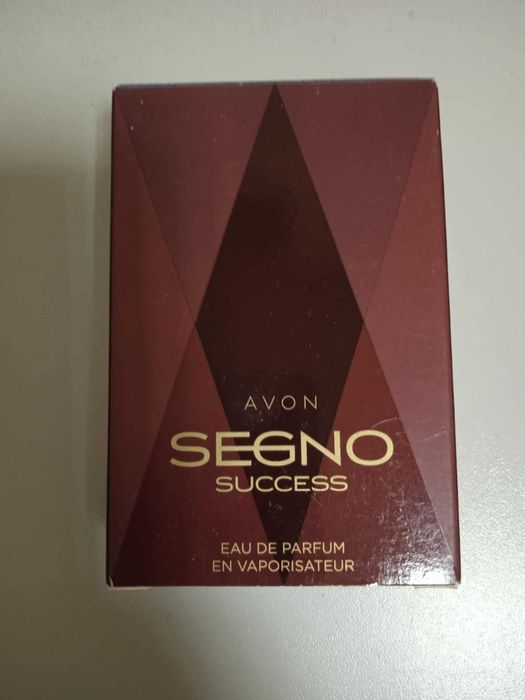 AVON
SEGNO
SUCCESS
EAU DE PARFUM
EN VAPORISATEUR